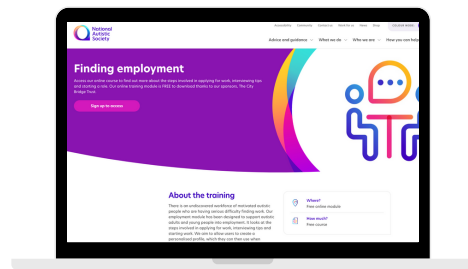 National
Autistic
Society
Accessibility Community Contact us Work for us News Shop
Advice and guidance What we do Who we are How you can help
Finding employment
Access our online course to find out more about the steps involved in applying for work, interviewing tips
and starting a role. Our online training module is FREE to download thanks to our sponsors, The City
Bridge Trust.
Sign up to access
About the training
There is an undiscovered workforce of motivated autistic
people who are having serious difficulty finding work. Our
employment module has been designed to support autistic
adults and young people into employment. It looks at the
steps involved in applying for work, interviewing tips and
starting work. We aim to allow users to create a
personalised profile, which they can then use when
Where?
Free online module
How much?
Free course